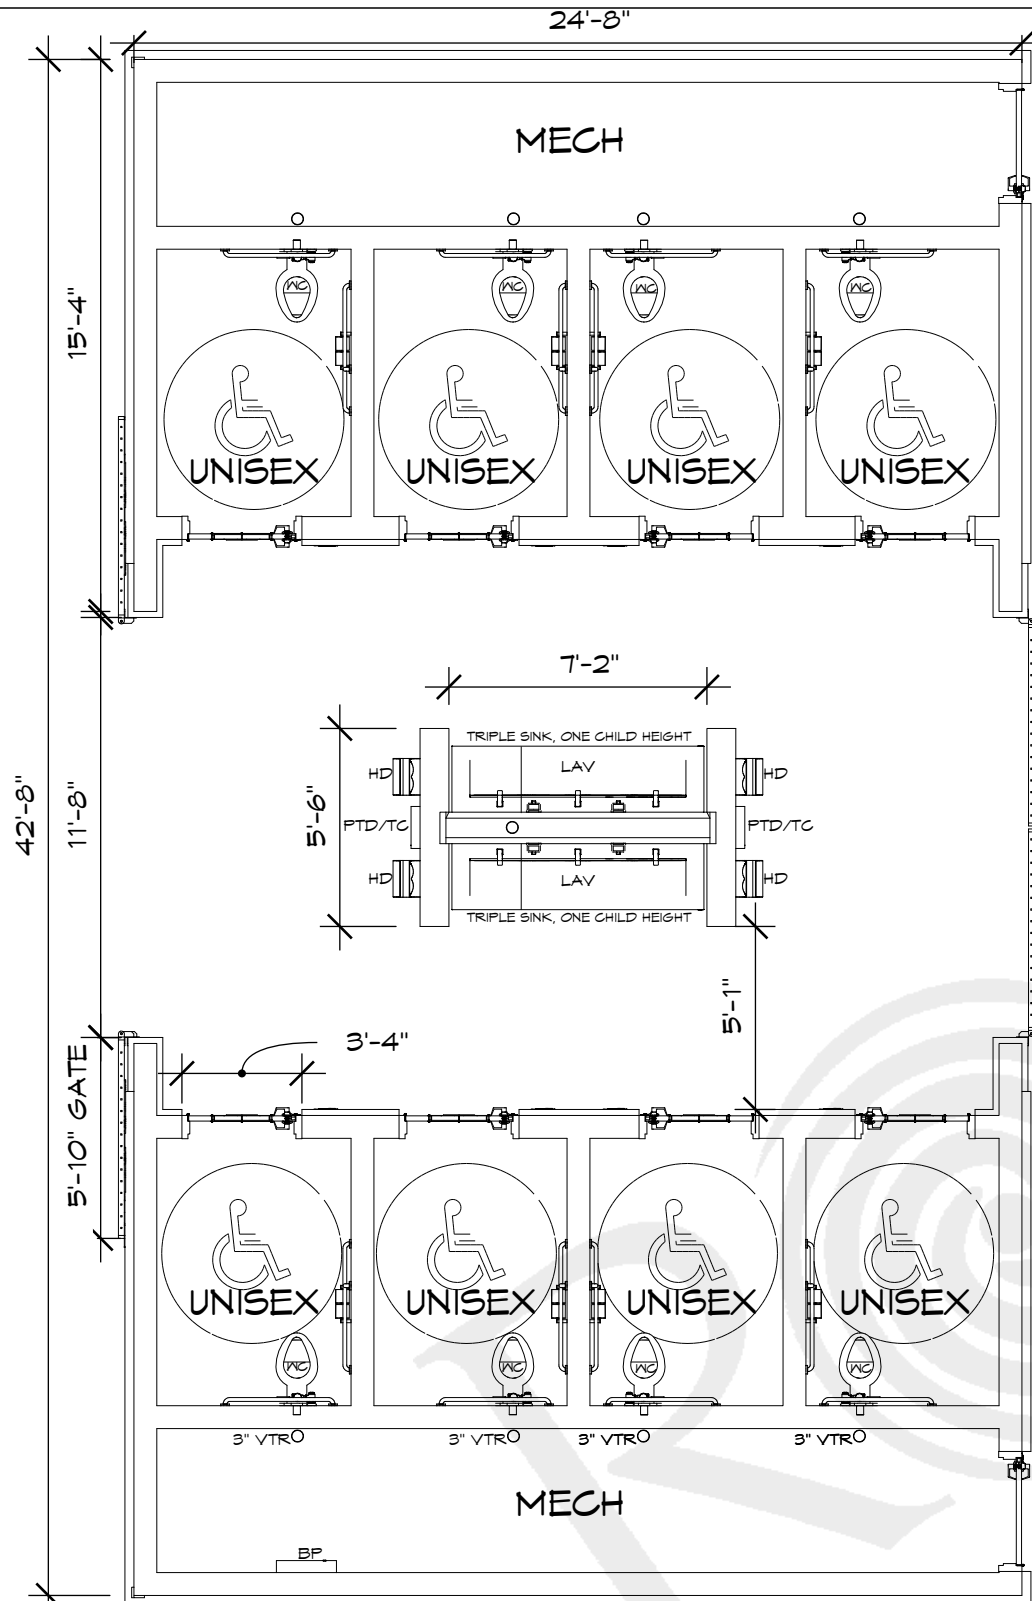 24'-8"
MECH
WC WC WC WC
15'-4"
UNISEX UNISEX UNISEX UNISEX
7'-2"
TRIPLE SINK, ONE CHILD HEIGHT
HD LAV HD
42'-8" 11'-8" 5'-6" PTD/TC PTD/TC
HD LAV HD
TRIPLE SINK, ONE CHILD HEIGHT
5'-1"
3'-4"
5'-10" GATE
UNISEX UNISEX UNISEX UNISEX
WC WC WC WC
3" VTR 3" VTR 3" VTR 3" VTR
MECH
BP
R